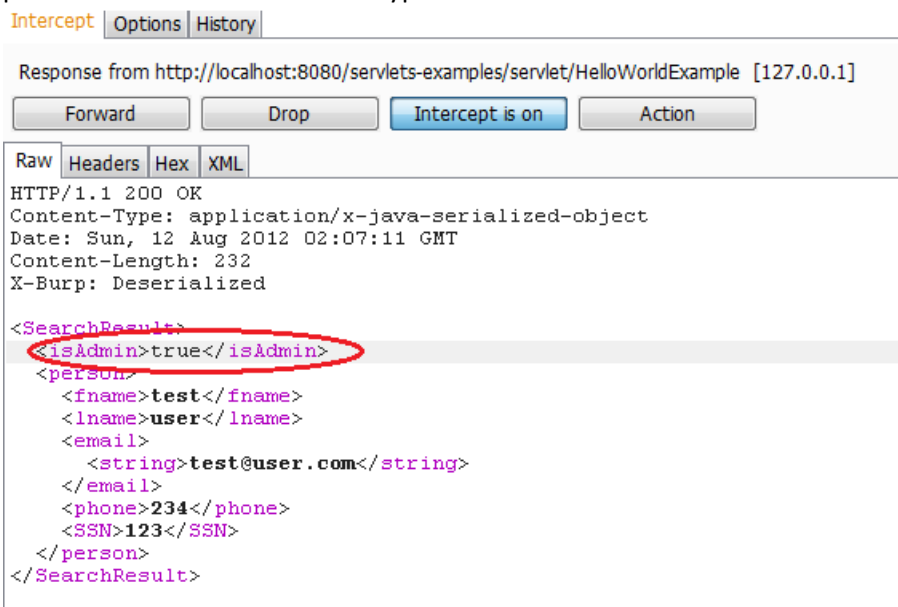 Intercept Options History
Response from http://localhost:8080/servlets-examples/servlet/HelloWorldExample [127.0.0.1]
Forward Drop Intercept is on Action
Raw Headers Hex XML
HTTP/1.1 200 OK
Content-Type: application/x-java-serialized-object
Date: Sun, 12 Aug 2012 02:07:11 GMT
Content-Length: 232
X-Burp: Deserialized
<SearchResult>
<isAdmin>true</isAdmin>
<person>
<fname>test</fname>
<lname>user</lname>
<email>
<string>test@user.com</string>
</email>
<phone>234</phone>
<SSN>123</SSN>
</person>
</SearchResult>